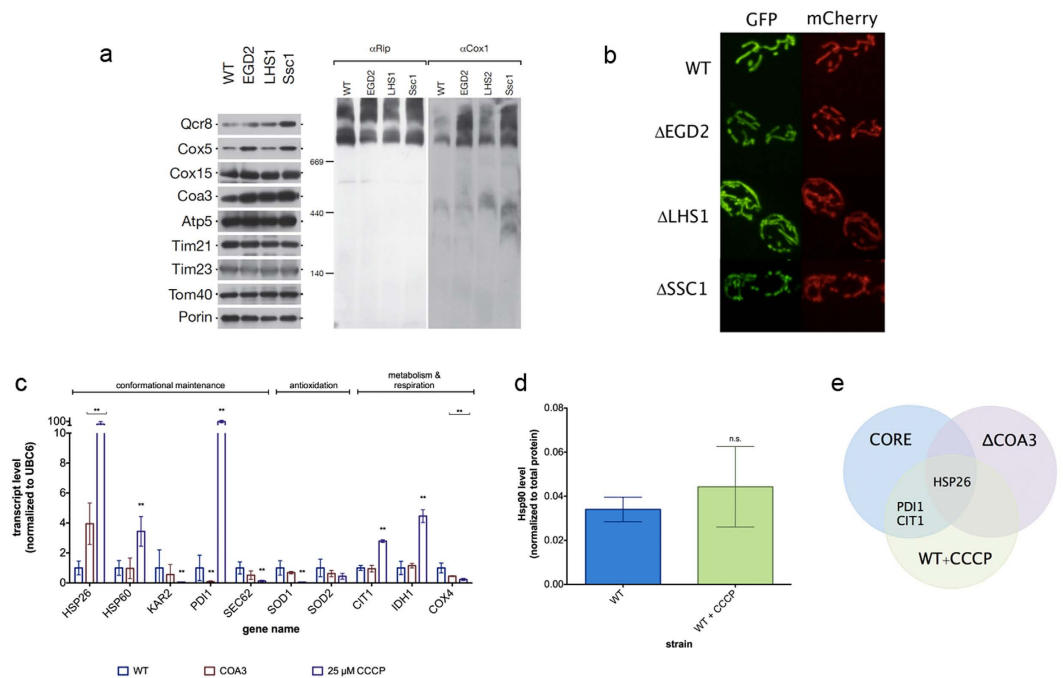 a
WT
EGD2
LHS1
Ssc1
Qcr8
Cox5
Cox15
Coa3
Atp5
Tim21
Tim23
Tom40
Porin
αRip
αCox1
WT
EGD2
LHS1
Ssc1
WT
EGD2
LHS2
Ssc1
669
440
140
b
GFP
mCherry
WT
ΔEGD2
ΔLHS1
ΔSSC1
c
conformational maintenance
antioxidation
metabolism &
respiration
transcript level
(normalized to UBC6)
100
10
8
6
4
2
0
**
**
**
**
**
**
**
**
**
**
HSP26
HSP60
KAR2
PDI1
SEC62
SOD1
SOD2
CIT1
IDH1
COX4
gene name
WT
COA3
25 μM CCCP
d
Hsp90 level
(normalized to total protein)
0.08
0.06
0.04
0.02
0.00
n.s.
WT
WT + CCCP
strain
e
CORE
ΔCOA3
HSP26
PDI1
CIT1
WT+CCCP